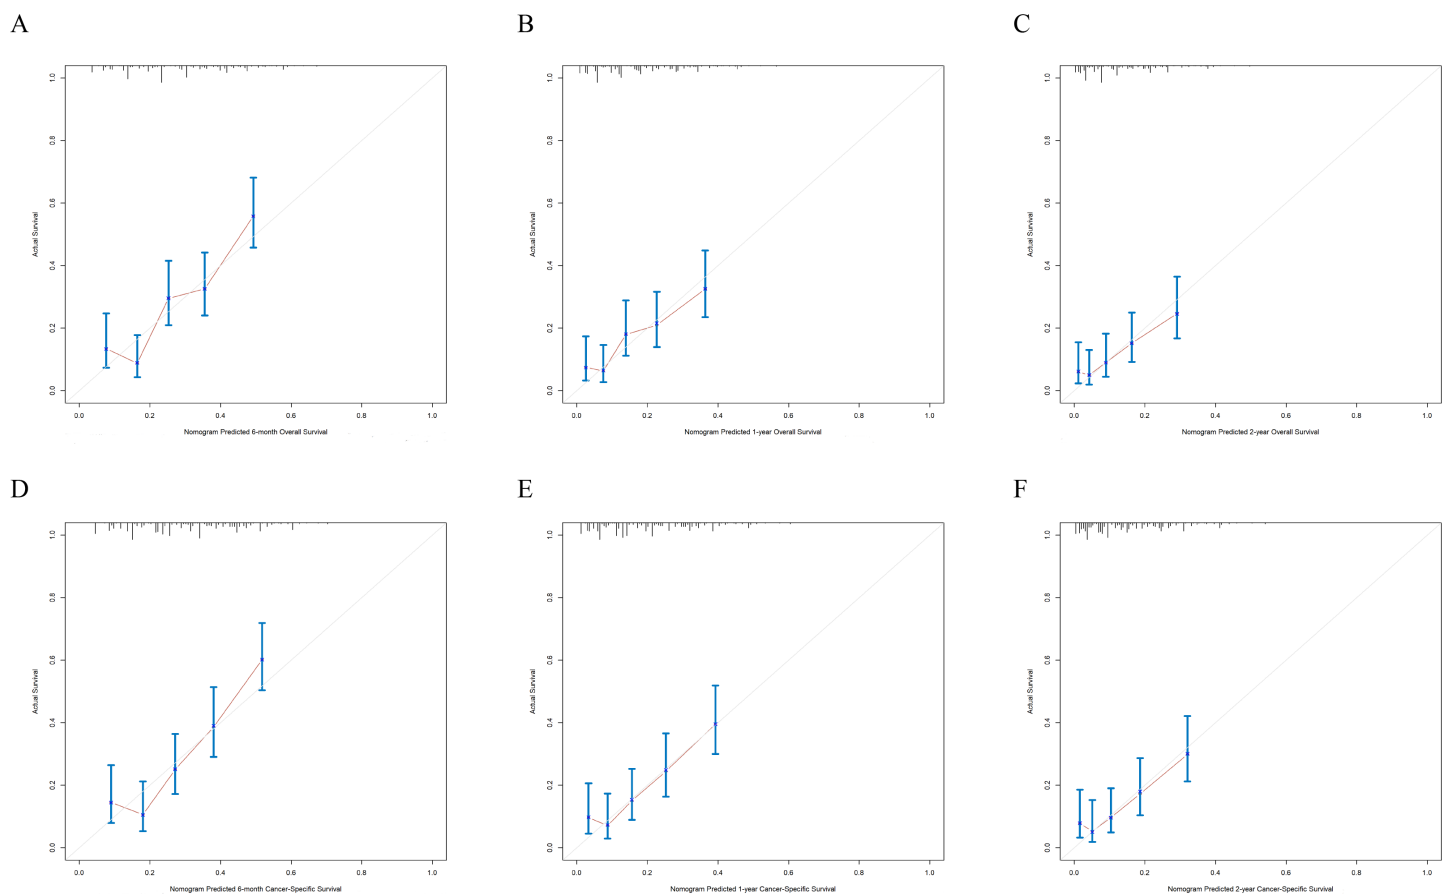 A
B
C
1.0
0.8
0.6
0.4
0.2
0.0
Actual Survival
0.0 0.2 0.4 0.6 0.8 1.0
Nomogram Predicted 6-month Overall Survival
1.0
0.8
0.6
0.4
0.2
0.0
Actual Survival
0.0 0.2 0.4 0.6 0.8 1.0
Nomogram Predicted 1-year Overall Survival
1.0
0.8
0.6
0.4
0.2
0.0
Actual Survival
0.0 0.2 0.4 0.6 0.8 1.0
Nomogram Predicted 2-year Overall Survival
D
E
F
1.0
0.8
0.6
0.4
0.2
0.0
Actual Survival
0.0 0.2 0.4 0.6 0.8 1.0
Nomogram Predicted 6-month Cancer-Specific Survival
1.0
0.8
0.6
0.4
0.2
0.0
Actual Survival
0.0 0.2 0.4 0.6 0.8 1.0
Nomogram Predicted 1-year Cancer-Specific Survival
1.0
0.8
0.6
0.4
0.2
0.0
Actual Survival
0.0 0.2 0.4 0.6 0.8 1.0
Nomogram Predicted 2-year Cancer-Specific Survival